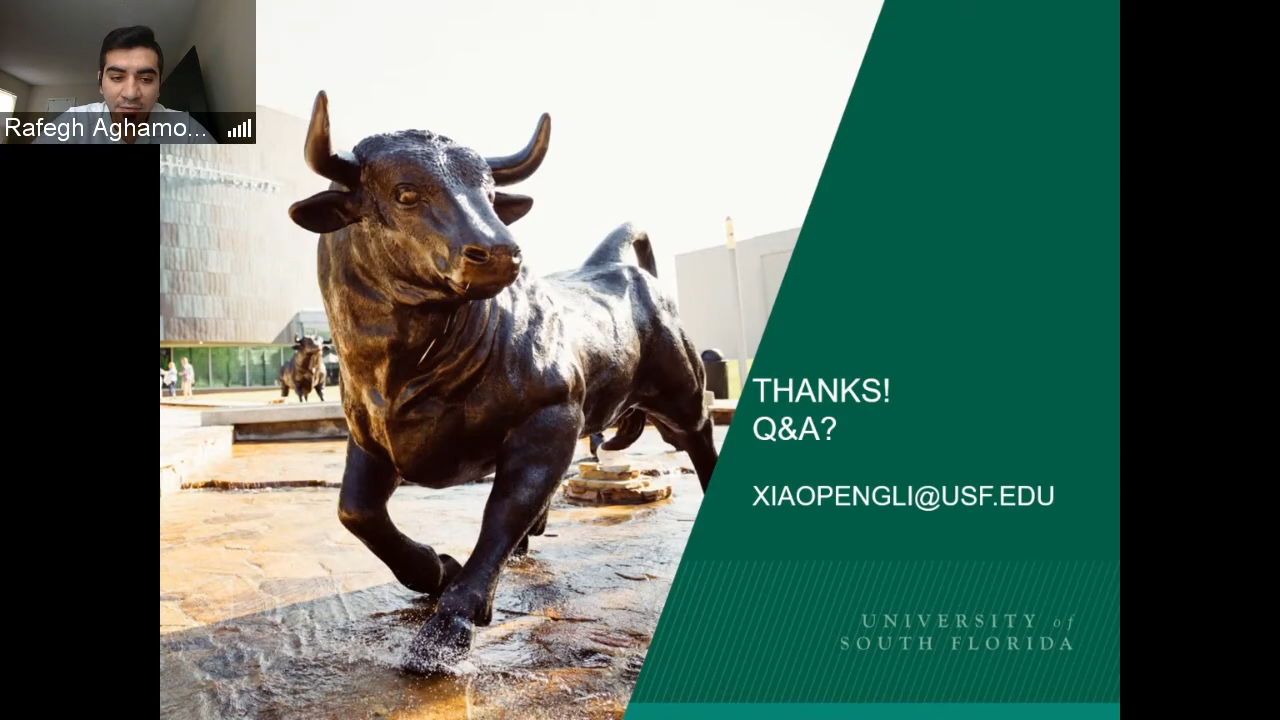 Rafegh Aghamo...
THANKS!
Q&A?
XIAOPENGLI@USF.EDU
UNIVERSITY of
SOUTH FLORIDA